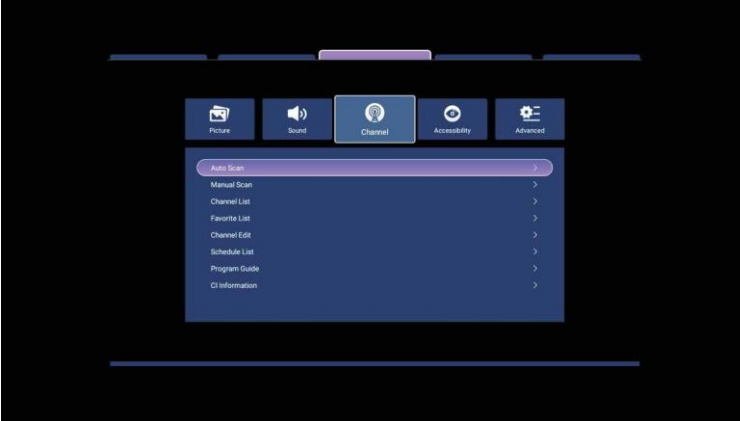 Picture
Sound
Channel
Accessibility
Advanced
Auto Scan
Manual Scan
Channel List
Favorite List
Channel Edit
Schedule List
Program Guide
CI Information